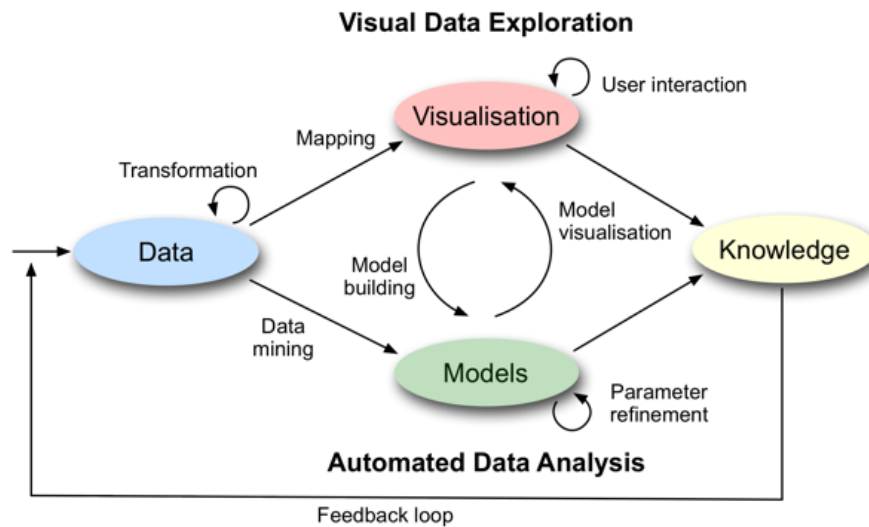 Visual Data Exploration
User interaction
Visualisation
Mapping
Transformation
Model
visualisation
Data
Knowledge
Model
building
Data
mining
Models
Parameter
refinement
Automated Data Analysis
Feedback loop